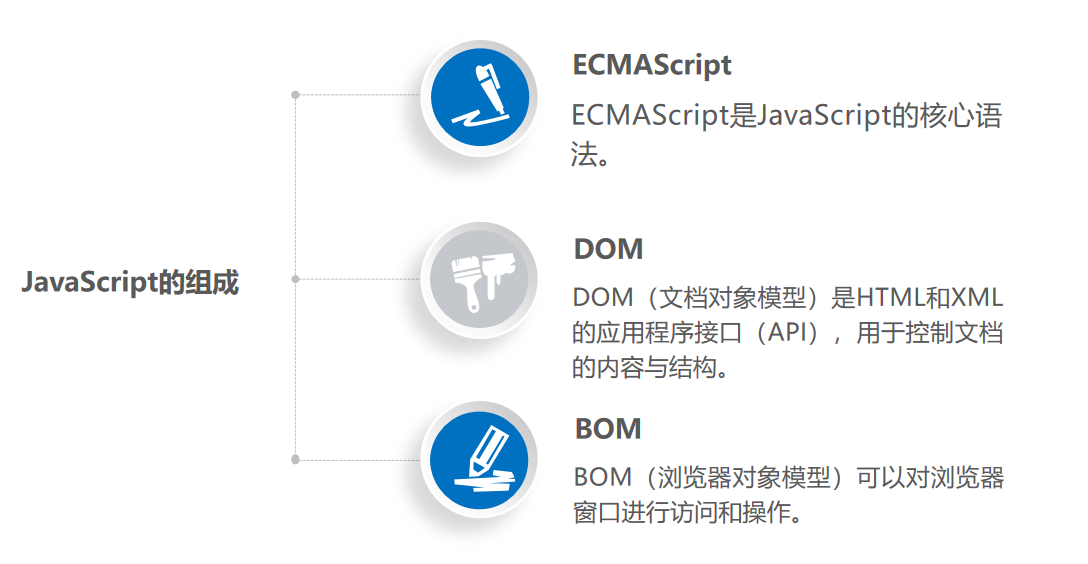 JavaScript的组成
ECMAScript
ECMAScript是JavaScript的核心语
法。
DOM
DOM（文档对象模型）是HTML和XML
的应用程序接口（API），用于控制文档
的内容与结构。
BOM
BOM（浏览器对象模型）可以对浏览器
窗口进行访问和操作。